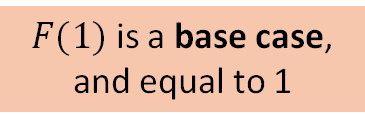 F(1) is a base case,
and equal to 1